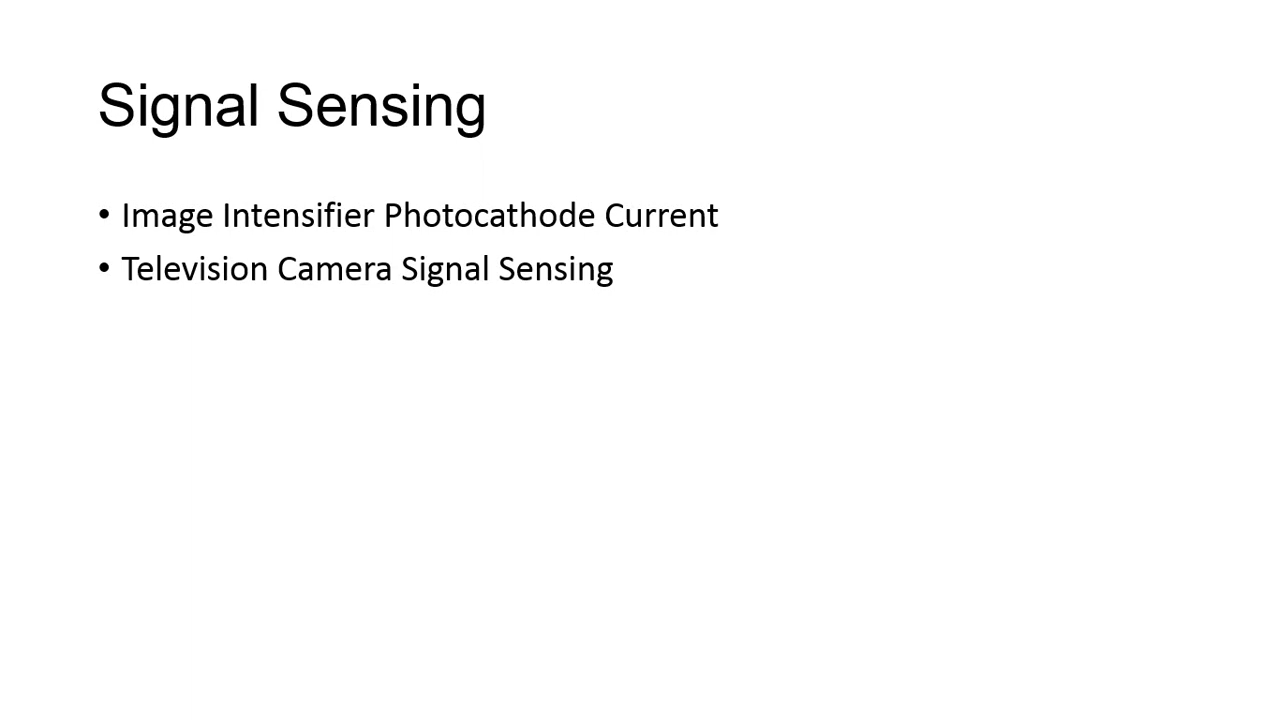 Signal Sensing
• Image Intensifier Photocathode Current
• Television Camera Signal Sensing